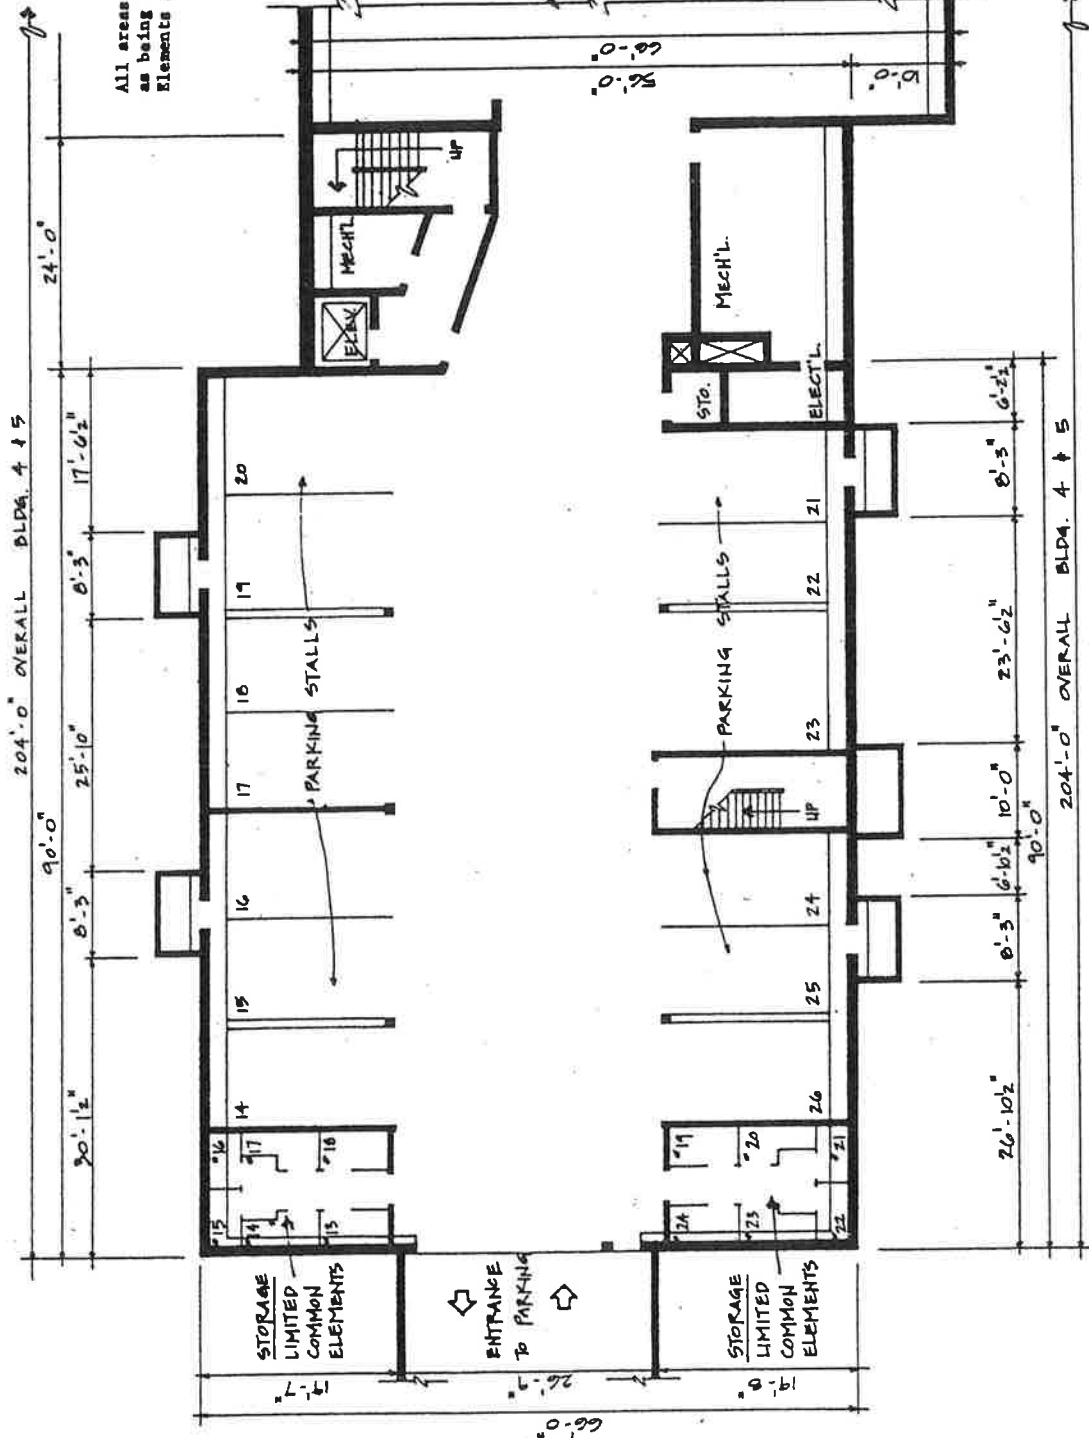 All areas
as being
Elements
204'-0" OVERALL BLDG. 4 & 5
90'-0"
24'-0"
30'-1½"
8'-3"
25'-10"
8'-3"
17'-6½"
66'-0"
56'-0"
10'-0"
UP
MECH'L
ELEV.
MECH'L.
STO.
ELECT'L.
20
19
18
17
16
15
14
PARKING STALLS
21
22
23
24
25
26
PARKING STALLS
UP
16
17
18
15
14
13
19
20
21
24
23
22
STORAGE
LIMITED
COMMON
ELEMENTS
ENTRANCE
TO PARKING
STORAGE
LIMITED
COMMON
ELEMENTS
19'-7"
26'-9"
19'-8"
66'-0"
26'-10½"
8'-3"
6'-10½"
10'-0"
23'-6½"
8'-3"
6'-2½"
90'-0"
204'-0" OVERALL BLDG. 4 & 5